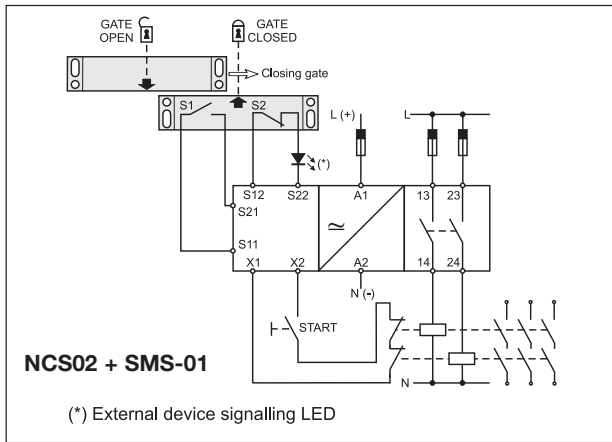 GATE OPEN
GATE CLOSED
Closing gate
S1
S2
L (+)
L
(*)
S12
S22
A1
13
23
S21
≃
S11
X1
X2
A2
14
24
N (-)
START
N
NCS02 + SMS-01
(*) External device signalling LED